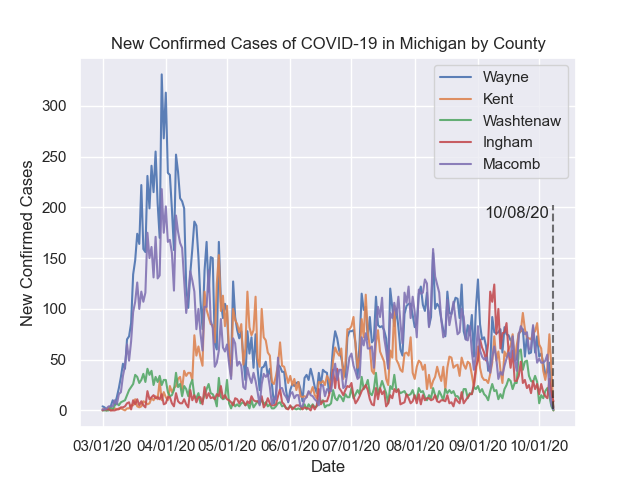 New Confirmed Cases of COVID-19 in Michigan by County
Wayne
Kent
Washtenaw
Ingham
Macomb
10/08/20
300
250
200
150
100
50
0
New Confirmed Cases
03/01/20 04/01/20 05/01/20 06/01/20 07/01/20 08/01/20 09/01/20 10/01/20
Date